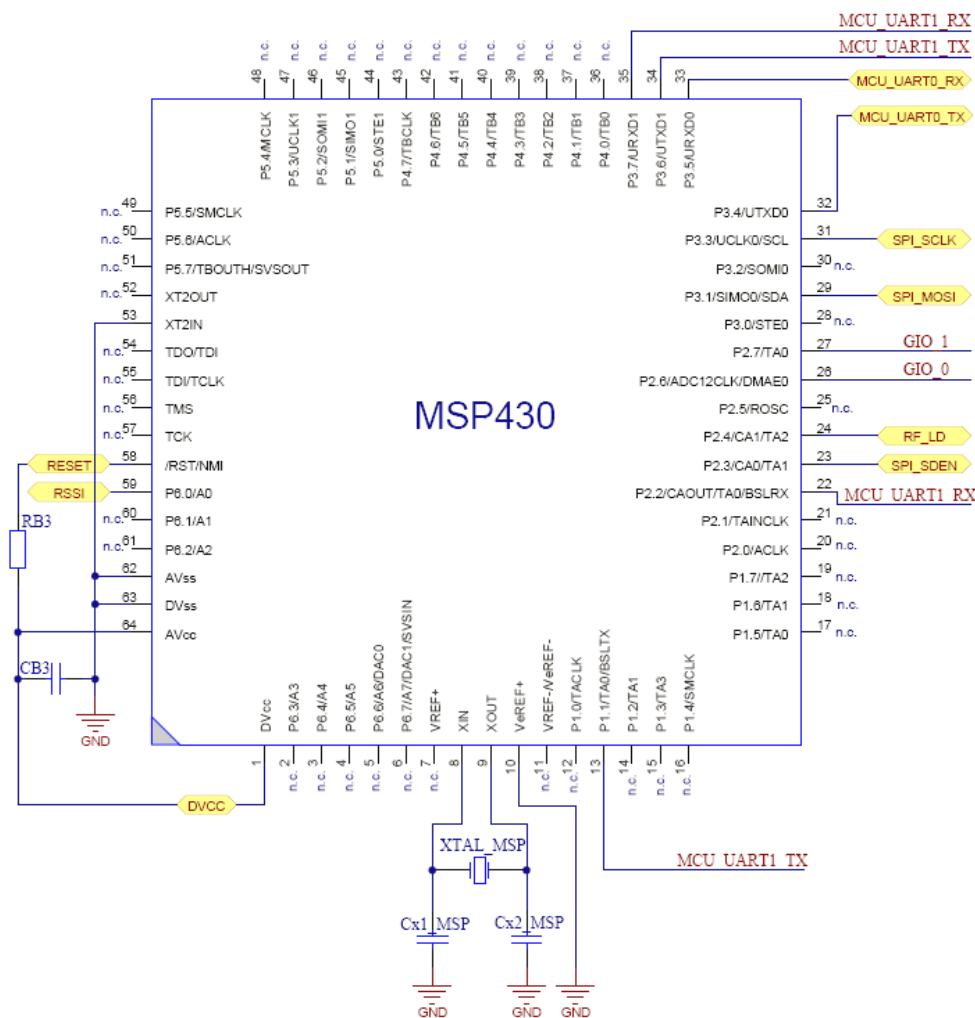 MCU_UART1_RX
MCU_UART1_TX
MCU_UART0_RX
MCU_UART0_TX
48 n.c. P5.4/MCLK
47 n.c. P5.3/UCLK1
46 n.c. P5.2/SOMI1
45 n.c. P5.1/SIMO1
44 n.c. P5.0/STE1
43 n.c. P4.7/TBCLK
42 n.c. P4.6/TB6
41 n.c. P4.5/TB5
40 n.c. P4.4/TB4
39 n.c. P4.3/TB3
38 n.c. P4.2/TB2
37 n.c. P4.1/TB1
36 n.c. P4.0/TB0
35 P3.7/URXD1
34 P3.6/UTXD1
33 P3.5/URXD0
n.c. 49 P5.5/SMCLK
n.c. 50 P5.6/ACLK
n.c. 51 P5.7/TBOUTH/SVSOUT
n.c. 52 XT2OUT
53 XT2IN
n.c. 54 TDO/TDI
n.c. 55 TDI/TCLK
n.c. 56 TMS
n.c. 57 TCK
RESET 58 /RST/NMI
RSSI 59 P6.0/A0
n.c. 60 P6.1/A1
n.c. 61 P6.2/A2
62 AVss
63 DVss
64 AVcc
RB3
CB3
GND
MSP430
P3.4/UTXD0 32
P3.3/UCLK0/SCL 31 SPI_SCLK
P3.2/SOMI0 30 n.c.
P3.1/SIMO0/SDA 29 SPI_MOSI
P3.0/STE0 28 n.c.
P2.7/TA0 27 GIO_1
P2.6/ADC12CLK/DMAE0 26 GIO_0
P2.5/ROSC 25 n.c.
P2.4/CA1/TA2 24 RF_LD
P2.3/CA0/TA1 23 SPI_SDEN
P2.2/CAOUT/TA0/BSLRX 22 MCU_UART1_RX
P2.1/TAINCLK 21 n.c.
P2.0/ACLK 20 n.c.
P1.7//TA2 19 n.c.
P1.6/TA1 18 n.c.
P1.5/TA0 17 n.c.
DVcc 1
P6.3/A3 2 n.c.
P6.4/A4 3 n.c.
P6.5/A5 4 n.c.
P6.6/A6/DAC0 5 n.c.
P6.7/A7/DAC1/SVSIN 6 n.c.
VREF+ 7 n.c.
XIN 8
XOUT 9
VeREF+ 10
VREF-/VeREF- 11 n.c.
P1.0/TACLK 12 n.c.
P1.1/TA0/BSLTX 13
P1.2/TA1 14 n.c.
P1.3/TA3 15 n.c.
P1.4/SMCLK 16 n.c.
DVCC
XTAL_MSP
MCU_UART1_TX
Cx1_MSP
Cx2_MSP
GND
GND
GND